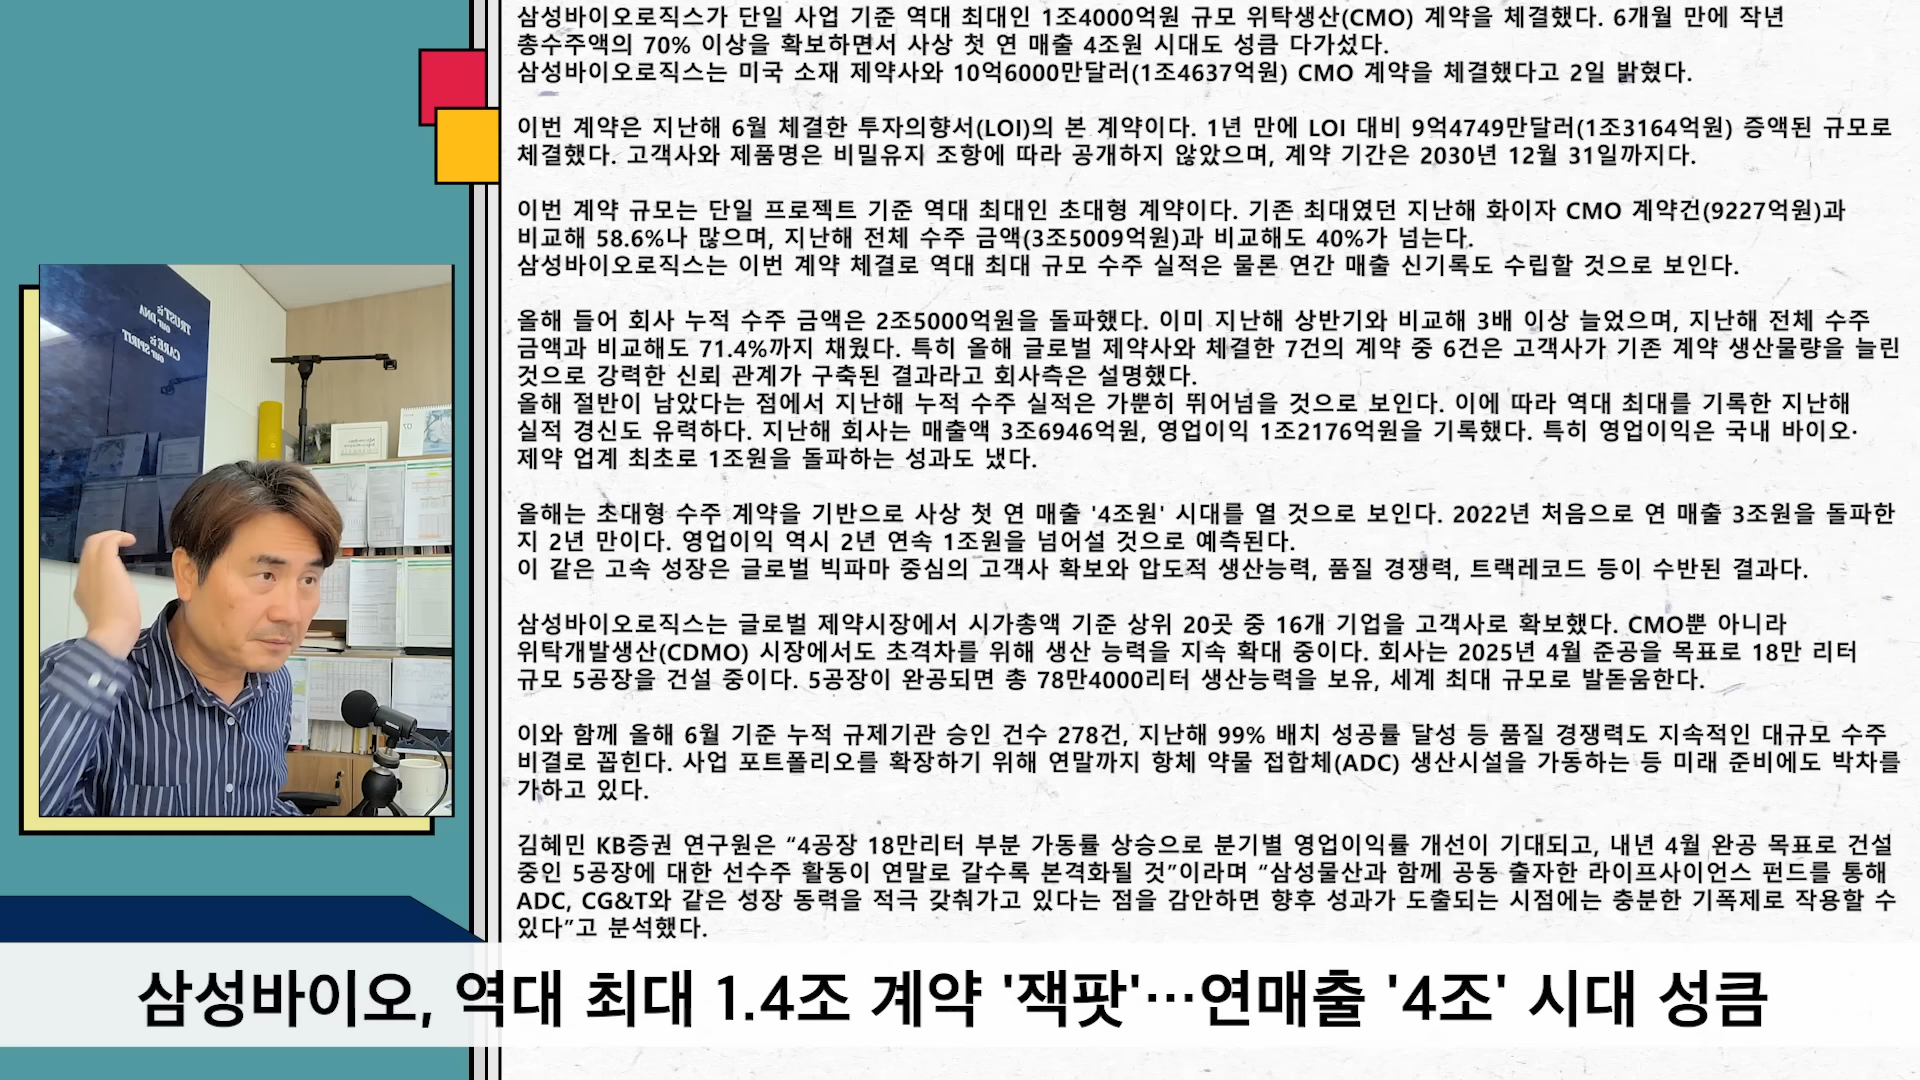 삼성바이오로직스가 단일 사업 기준 역대 최대인 1조4000억원 규모 위탁생산(CMO) 계약을 체결했다. 6개월 만에 작년
총수주액의 70% 이상을 확보하면서 사상 첫 연 매출 4조원 시대도 성큼 다가섰다.
삼성바이오로직스는 미국 소재 제약사와 10억6000만달러(1조4637억원) CMO 계약을 체결했다고 2일 밝혔다.
이번 계약은 지난해 6월 체결한 투자의향서(LOI)의 본 계약이다. 1년 만에 LOI 대비 9억4749만달러(1조3164억원) 증액된 규모로
체결했다. 고객사와 제품명은 비밀유지 조항에 따라 공개하지 않았으며, 계약 기간은 2030년 12월 31일까지다.
이번 계약 규모는 단일 프로젝트 기준 역대 최대인 초대형 계약이다. 기존 최대였던 지난해 화이자 CMO 계약건(9227억원)과
비교해 58.6%나 많으며, 지난해 전체 수주 금액(3조5009억원)과 비교해도 40%가 넘는다.
삼성바이오로직스는 이번 계약 체결로 역대 최대 규모 수주 실적은 물론 연간 매출 신기록도 수립할 것으로 보인다.
올해 들어 회사 누적 수주 금액은 2조5000억원을 돌파했다. 이미 지난해 상반기와 비교해 3배 이상 늘었으며, 지난해 전체 수주
금액과 비교해도 71.4%까지 채웠다. 특히 올해 글로벌 제약사와 체결한 7건의 계약 중 6건은 고객사가 기존 계약 생산물량을 늘린
것으로 강력한 신뢰 관계가 구축된 결과라고 회사측은 설명했다.
올해 절반이 남았다는 점에서 지난해 누적 수주 실적은 가뿐히 뛰어넘을 것으로 보인다. 이에 따라 역대 최대를 기록한 지난해
실적 경신도 유력하다. 지난해 회사는 매출액 3조6946억원, 영업이익 1조2176억원을 기록했다. 특히 영업이익은 국내 바이오·
제약 업계 최초로 1조원을 돌파하는 성과도 냈다.
올해는 초대형 수주 계약을 기반으로 사상 첫 연 매출 '4조원' 시대를 열 것으로 보인다. 2022년 처음으로 연 매출 3조원을 돌파한
지 2년 만이다. 영업이익 역시 2년 연속 1조원을 넘어설 것으로 예측된다.
이 같은 고속 성장은 글로벌 빅파마 중심의 고객사 확보와 압도적 생산능력, 품질 경쟁력, 트랙레코드 등이 수반된 결과다.
삼성바이오로직스는 글로벌 제약시장에서 시가총액 기준 상위 20곳 중 16개 기업을 고객사로 확보했다. CMO뿐 아니라
위탁개발생산(CDMO) 시장에서도 초격차를 위해 생산 능력을 지속 확대 중이다. 회사는 2025년 4월 준공을 목표로 18만 리터
규모 5공장을 건설 중이다. 5공장이 완공되면 총 78만4000리터 생산능력을 보유, 세계 최대 규모로 발돋움한다.
이와 함께 올해 6월 기준 누적 규제기관 승인 건수 278건, 지난해 99% 배치 성공률 달성 등 품질 경쟁력도 지속적인 대규모 수주
비결로 꼽힌다. 사업 포트폴리오를 확장하기 위해 연말까지 항체 약물 접합체(ADC) 생산시설을 가동하는 등 미래 준비에도 박차를
가하고 있다.
김혜민 KB증권 연구원은 “4공장 18만리터 부분 가동률 상승으로 분기별 영업이익률 개선이 기대되고, 내년 4월 완공 목표로 건설
중인 5공장에 대한 선수주 활동이 연말로 갈수록 본격화될 것”이라며 “삼성물산과 함께 공동 출자한 라이프사이언스 펀드를 통해
ADC, CG&T와 같은 성장 동력을 적극 갖춰가고 있다는 점을 감안하면 향후 성과가 도출되는 시점에는 충분한 기폭제로 작용할 수
있다”고 분석했다.
TRUST is
our DNA
CARE is
our SPIRIT
삼성바이오, 역대 최대 1.4조 계약 '잭팟'…연매출 '4조' 시대 성큼